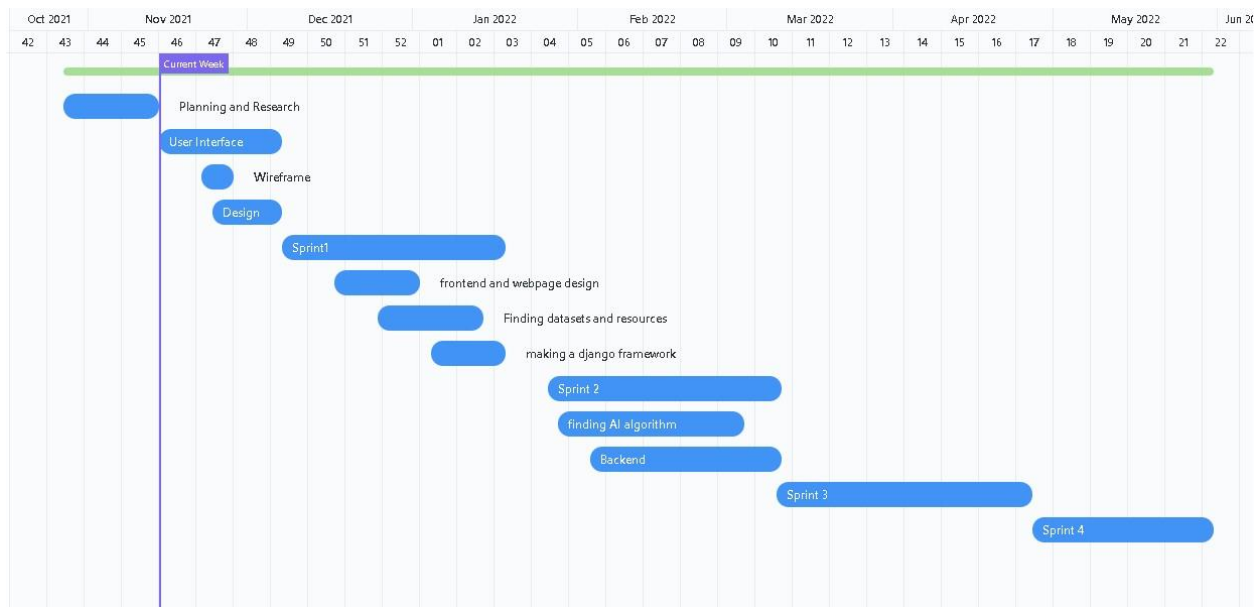 Oct 2021 Nov 2021 Dec 2021 Jan 2022 Feb 2022 Mar 2022 Apr 2022 May 2022 Jun 20
42 43 44 45 46 47 48 49 50 51 52 01 02 03 04 05 06 07 08 09 10 11 12 13 14 15 16 17 18 19 20 21 22
Current Week
Planning and Research
User Interface
Wireframe
Design
Sprint1
frontend and webpage design
Finding datasets and resources
making a django framework
Sprint 2
finding AI algorithm
Backend
Sprint 3
Sprint 4